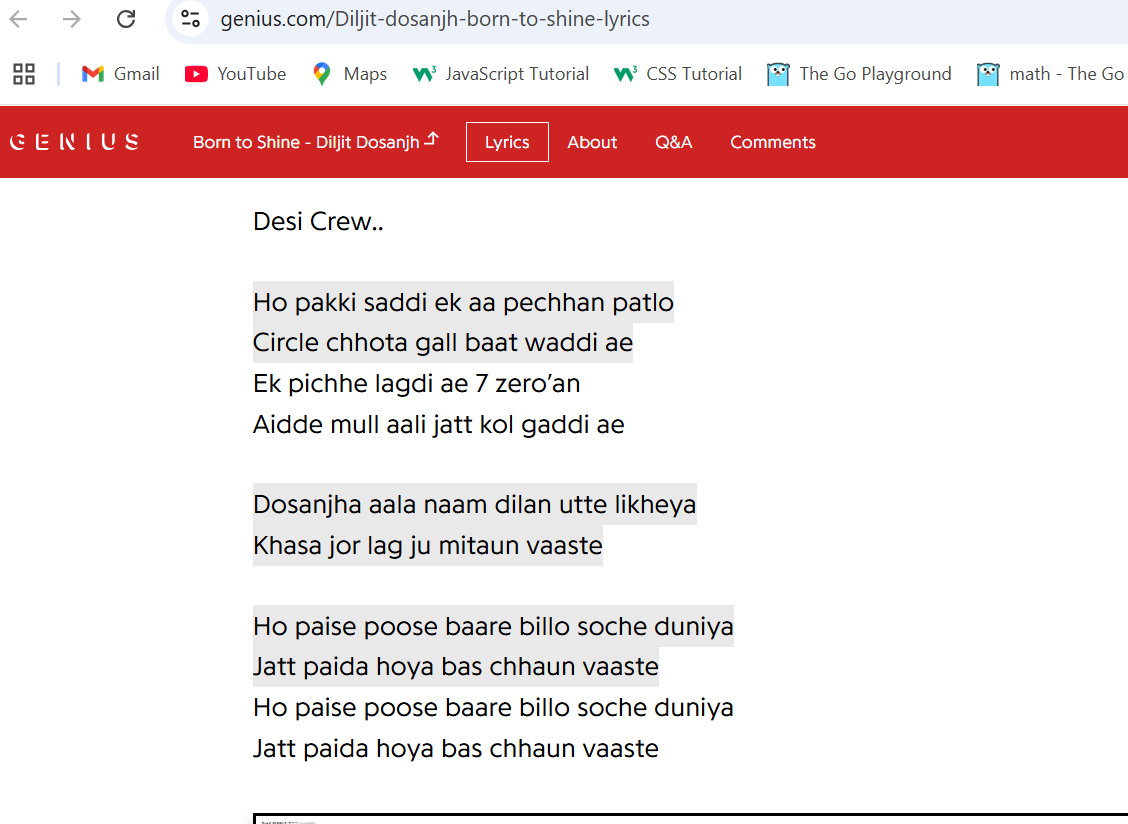 genius.com/Diljit-dosanjh-born-to-shine-lyrics
Gmail YouTube Maps JavaScript Tutorial CSS Tutorial The Go Playground math - The Go
GENIUS Born to Shine - Diljit Dosanjh Lyrics About Q&A Comments
Desi Crew..
Ho pakki saddi ek aa pechhan patlo
Circle chhota gall baat waddi ae
Ek pichhe lagdi ae 7 zero’an
Aidde mull aali jatt kol gaddi ae
Dosanjha aala naam dilan utte likheya
Khasa jor lag ju mitaun vaaste
Ho paise poose baare billo soche duniya
Jatt paida hoya bas chhaun vaaste
Ho paise poose baare billo soche duniya
Jatt paida hoya bas chhaun vaaste